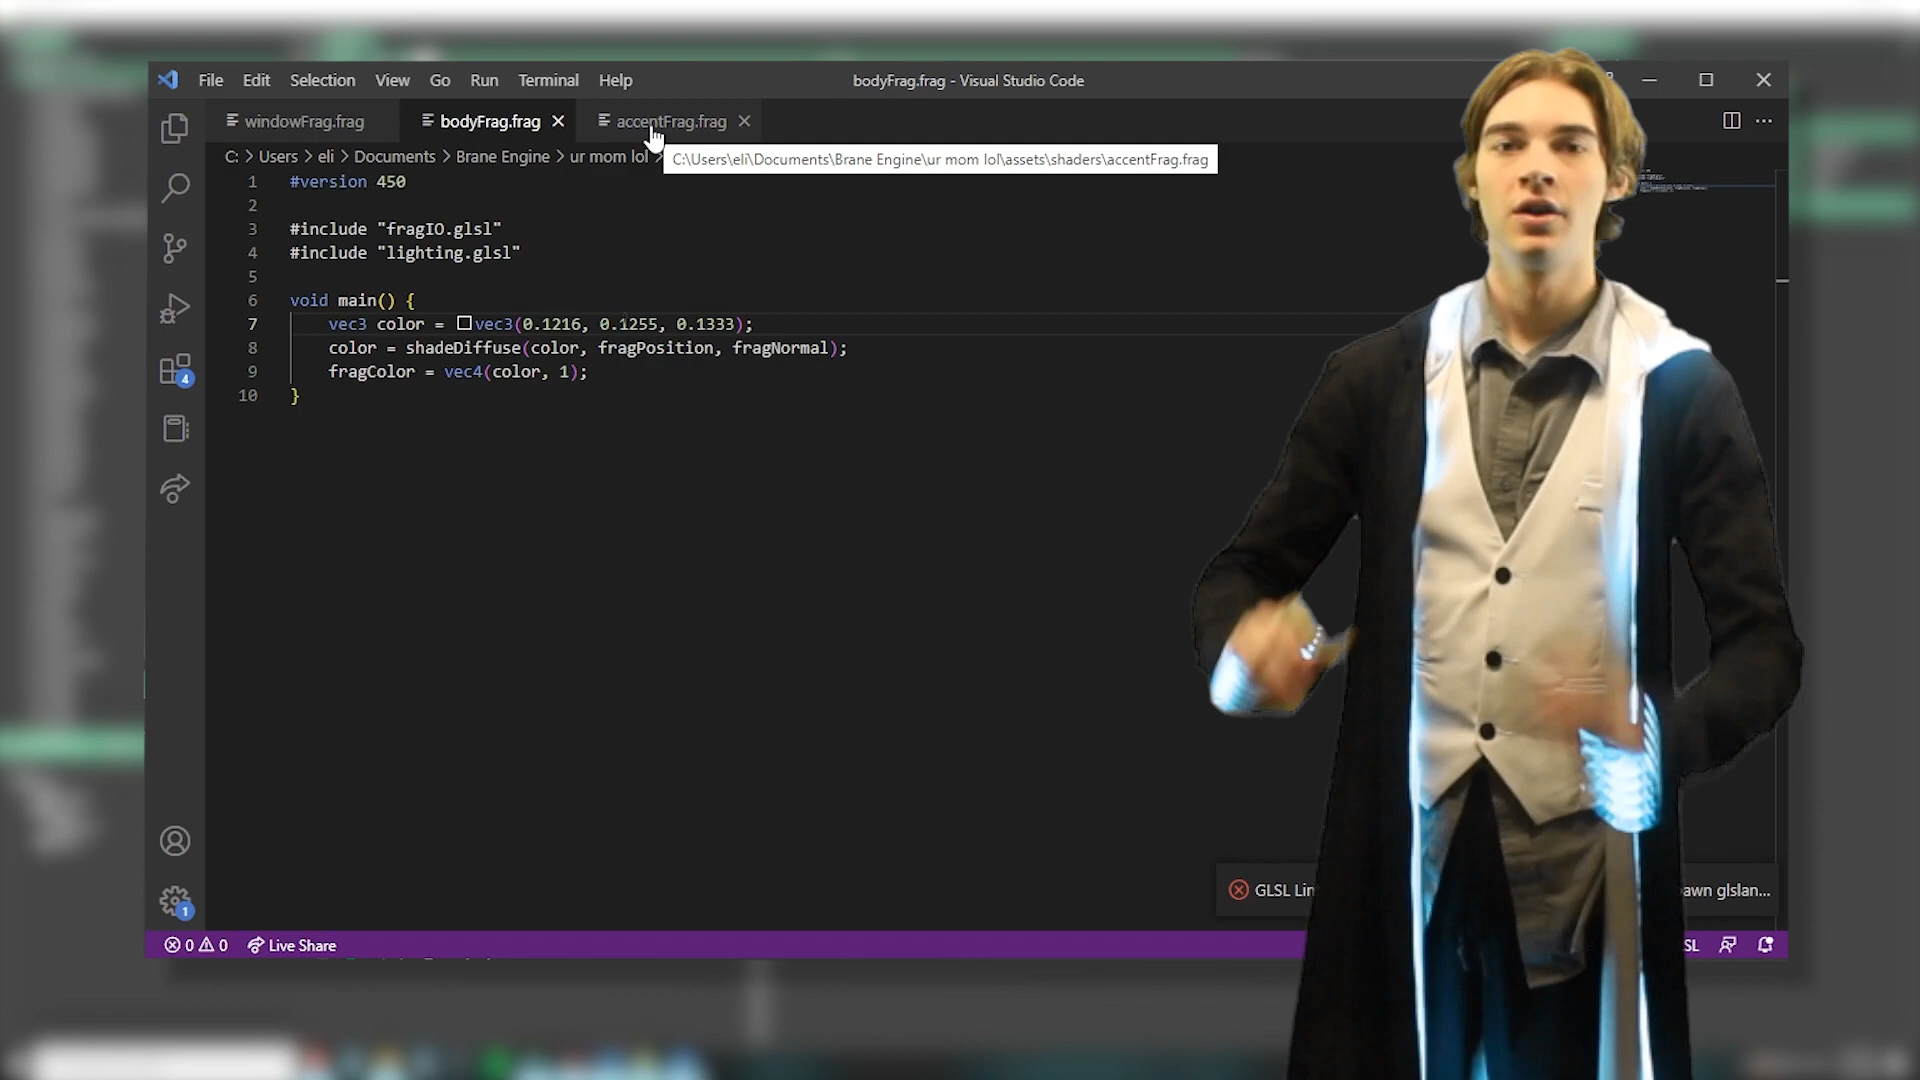 File Edit Selection View Go Run Terminal Help bodyFrag.frag - Visual Studio Code
windowFrag.frag bodyFrag.frag accentFrag.frag
C: > Users > eli > Documents > Brane Engine > ur mom lol >
C:\Users\eli\Documents\Brane Engine\ur mom lol\assets\shaders\accentFrag.frag
1 #version 450
2
3 #include "fragIO.glsl"
4 #include "lighting.glsl"
5
6 void main() {
7 vec3 color = vec3(0.1216, 0.1255, 0.1333);
8 color = shadeDiffuse(color, fragPosition, fragNormal);
9 fragColor = vec4(color, 1);
10 }
4
1
GLSL Lin awn glslan...
0 0 Live Share SL